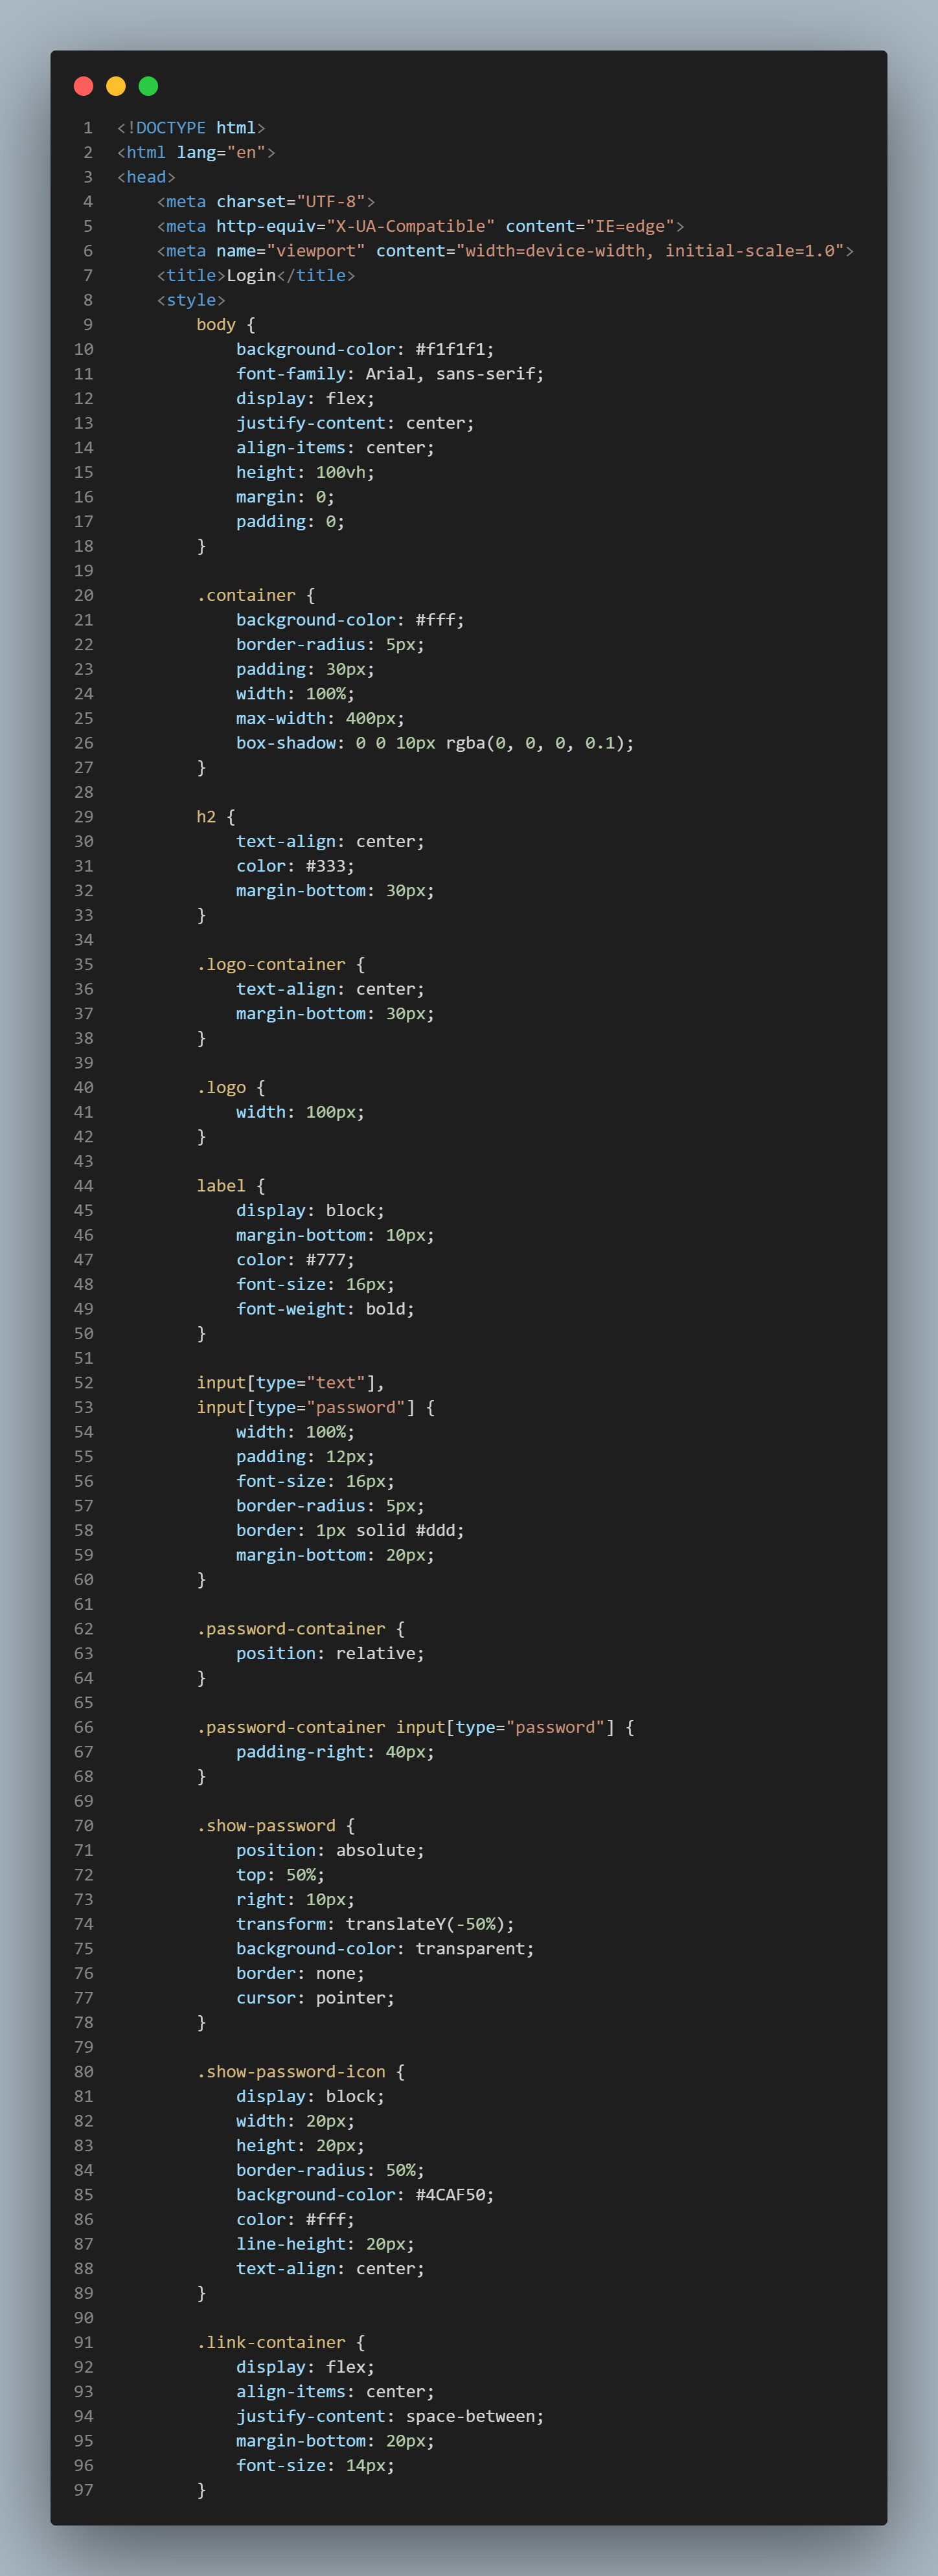 1 <!DOCTYPE html>
2 <html lang="en">
3 <head>
4     <meta charset="UTF-8">
5     <meta http-equiv="X-UA-Compatible" content="IE=edge">
6     <meta name="viewport" content="width=device-width, initial-scale=1.0">
7     <title>Login</title>
8     <style>
9         body {
10             background-color: #f1f1f1;
11             font-family: Arial, sans-serif;
12             display: flex;
13             justify-content: center;
14             align-items: center;
15             height: 100vh;
16             margin: 0;
17             padding: 0;
18         }
19
20         .container {
21             background-color: #fff;
22             border-radius: 5px;
23             padding: 30px;
24             width: 100%;
25             max-width: 400px;
26             box-shadow: 0 0 10px rgba(0, 0, 0, 0.1);
27         }
28
29         h2 {
30             text-align: center;
31             color: #333;
32             margin-bottom: 30px;
33         }
34
35         .logo-container {
36             text-align: center;
37             margin-bottom: 30px;
38         }
39
40         .logo {
41             width: 100px;
42         }
43
44         label {
45             display: block;
46             margin-bottom: 10px;
47             color: #777;
48             font-size: 16px;
49             font-weight: bold;
50         }
51
52         input[type="text"],
53         input[type="password"] {
54             width: 100%;
55             padding: 12px;
56             font-size: 16px;
57             border-radius: 5px;
58             border: 1px solid #ddd;
59             margin-bottom: 20px;
60         }
61
62         .password-container {
63             position: relative;
64         }
65
66         .password-container input[type="password"] {
67             padding-right: 40px;
68         }
69
70         .show-password {
71             position: absolute;
72             top: 50%;
73             right: 10px;
74             transform: translateY(-50%);
75             background-color: transparent;
76             border: none;
77             cursor: pointer;
78         }
79
80         .show-password-icon {
81             display: block;
82             width: 20px;
83             height: 20px;
84             border-radius: 50%;
85             background-color: #4CAF50;
86             color: #fff;
87             line-height: 20px;
88             text-align: center;
89         }
90
91         .link-container {
92             display: flex;
93             align-items: center;
94             justify-content: space-between;
95             margin-bottom: 20px;
96             font-size: 14px;
97         }